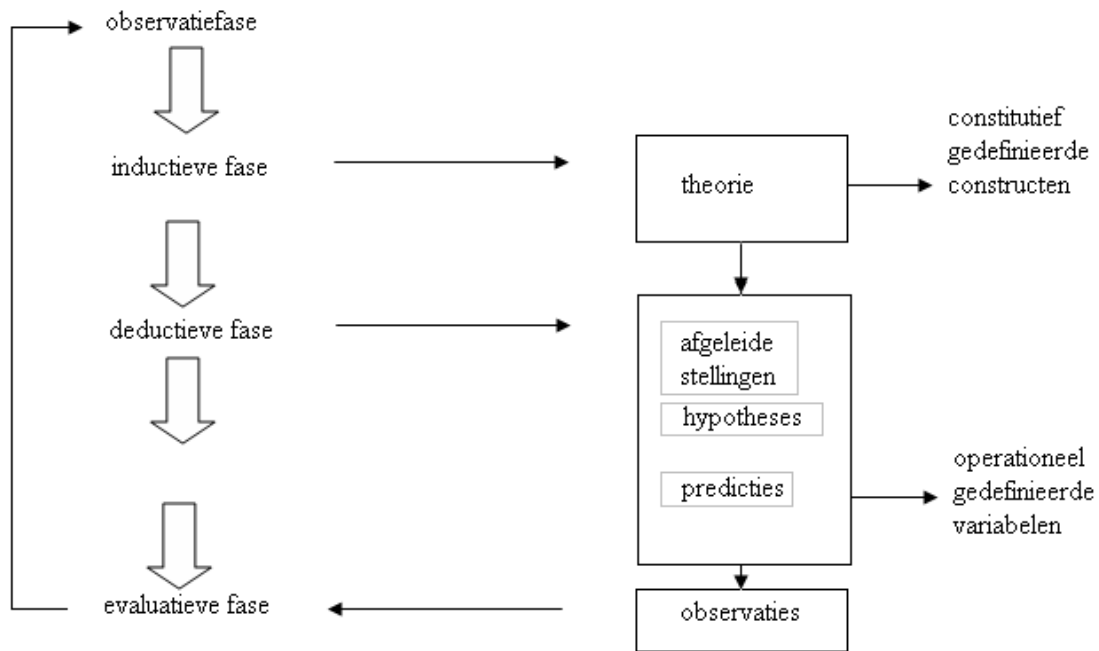 observatiefase
inductieve fase
deductieve fase
evaluatieve fase
theorie
constitutief
gedefinieerde
constructen
afgeleide
stellingen
hypotheses
predicties
operationeel
gedefinieerde
variabelen
observaties